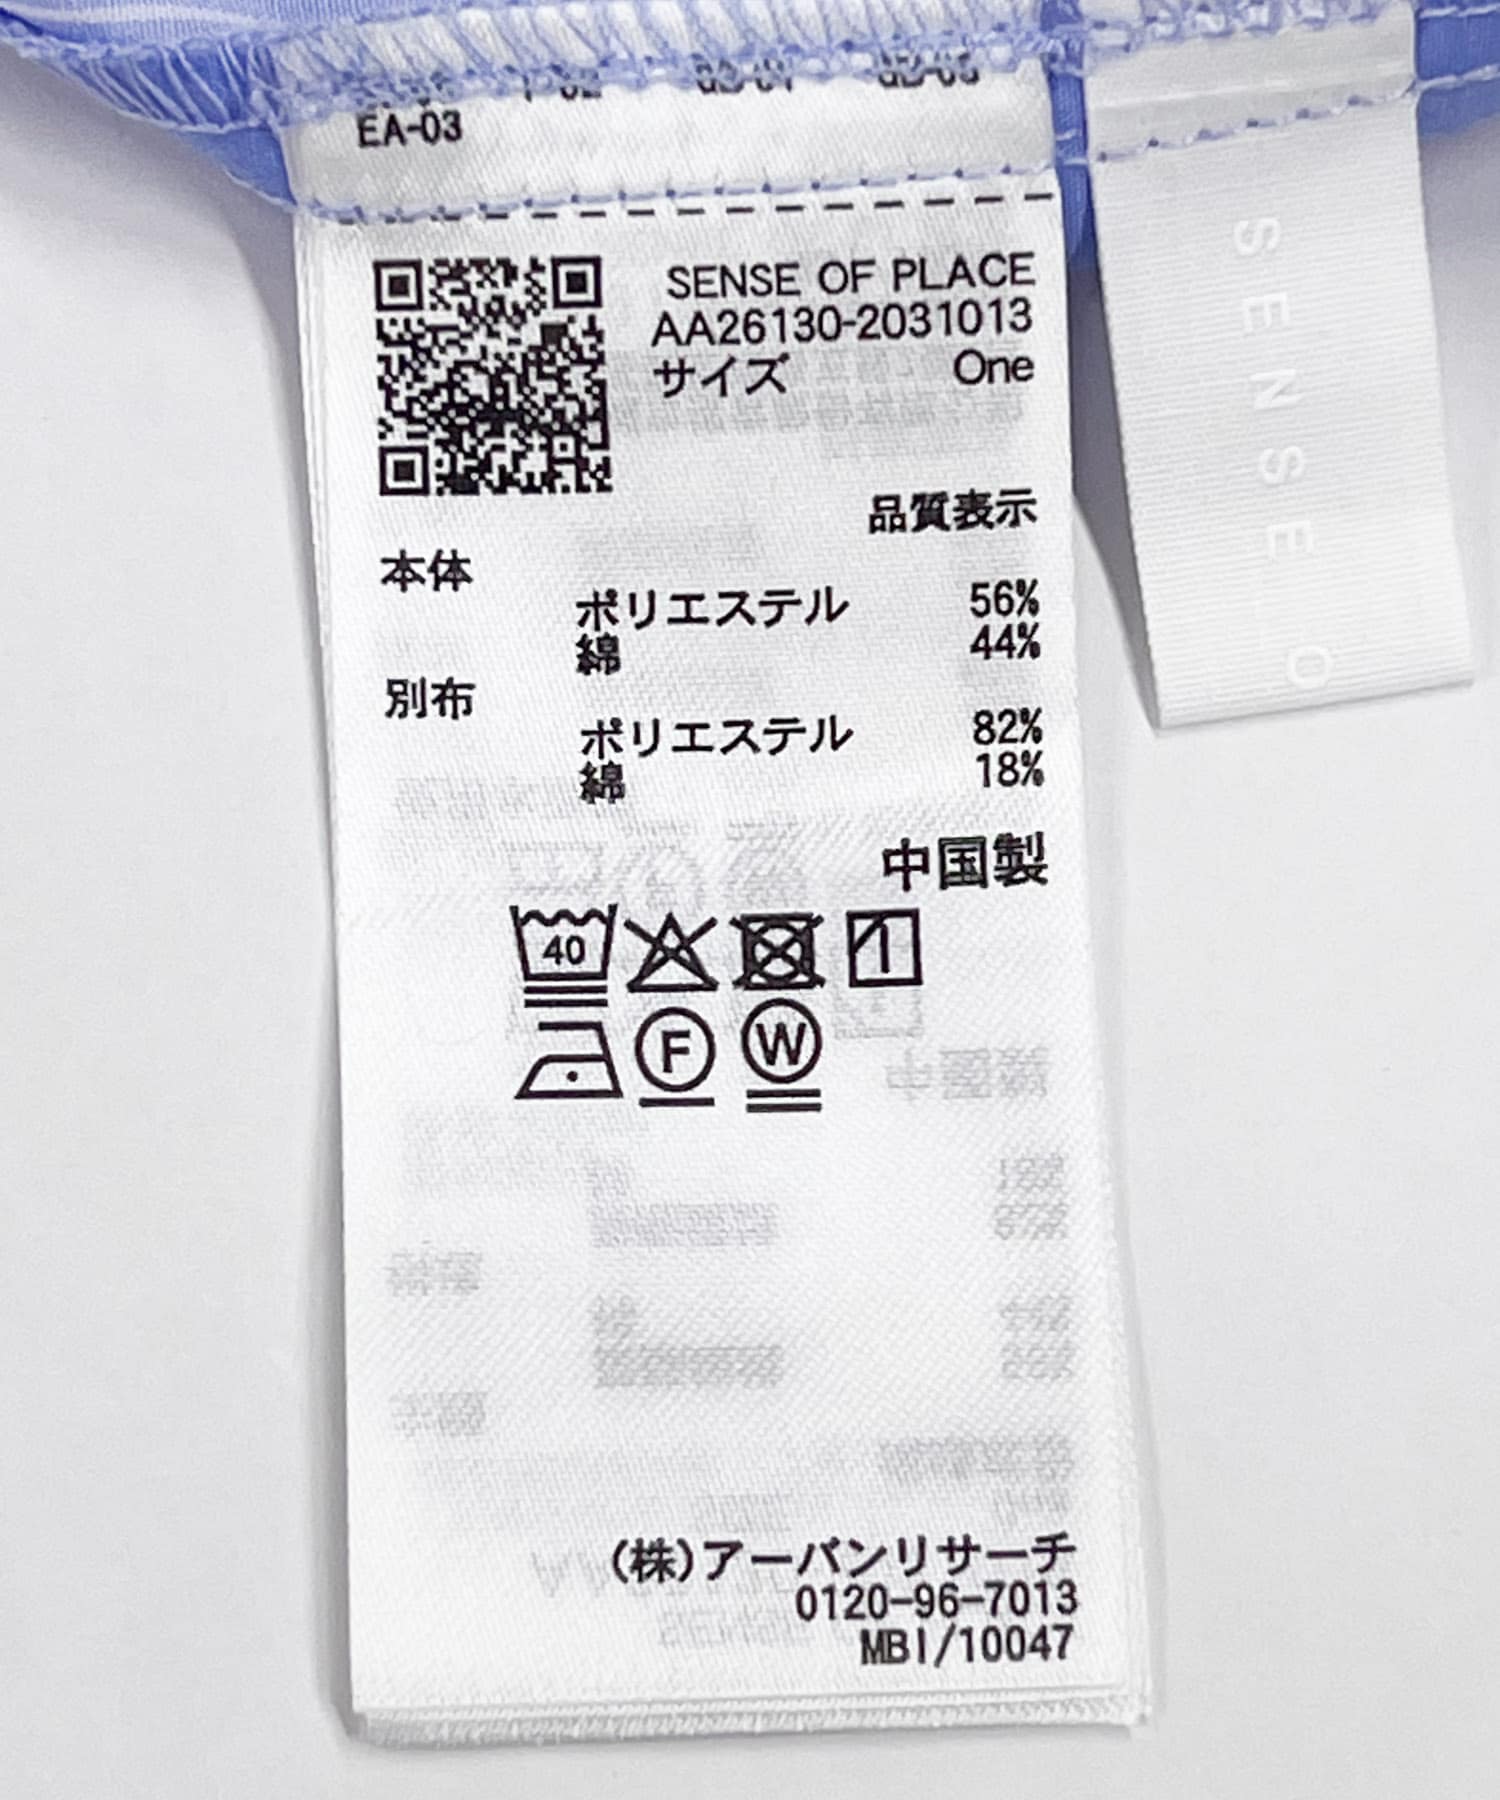 EA-03
SENSE OF PLACE
AA26130-2031013
サイズ One
品質表示
本体
ポリエステル 56%
綿 44%
別布
ポリエステル 82%
綿 18%
中国製
40
F W
(株)アーバンリサーチ
0120-96-7013
MBI/10047
SENSE O